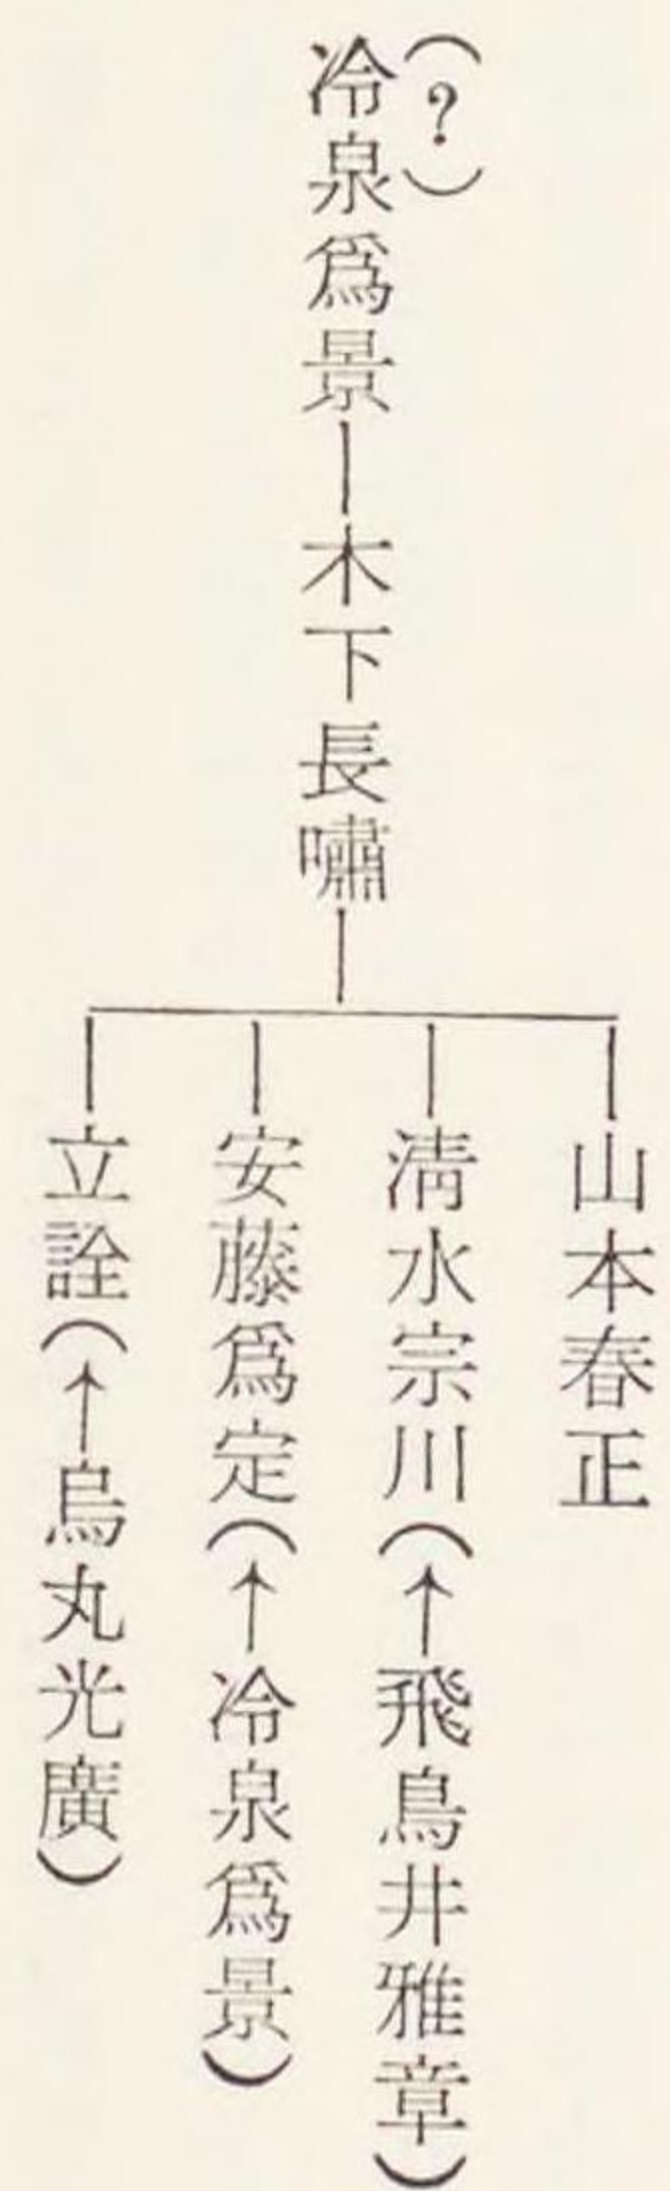 （？）
冷泉爲景―木下長嘯―
山本春正
淸水宗川（←飛鳥井雅章）
安藤爲定（←冷泉爲景）
立詮（←烏丸光廣）